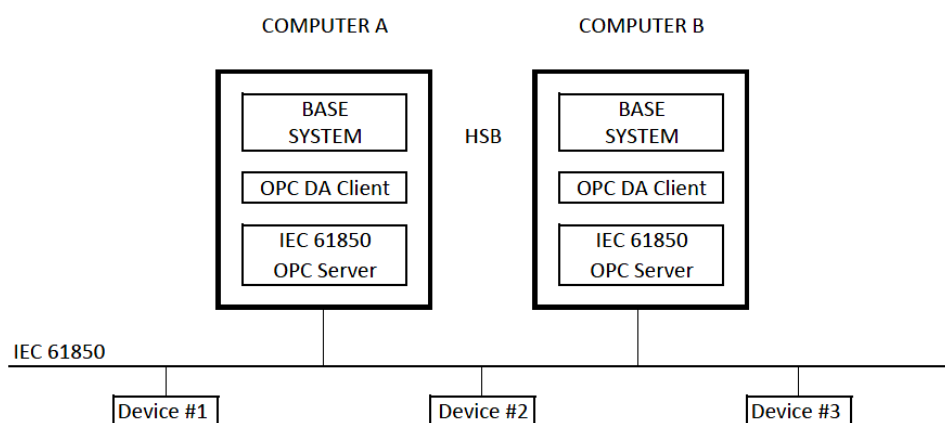 COMPUTER A
COMPUTER B
BASE
SYSTEM
OPC DA Client
IEC 61850
OPC Server
HSB
BASE
SYSTEM
OPC DA Client
IEC 61850
OPC Server
IEC 61850
Device #1
Device #2
Device #3